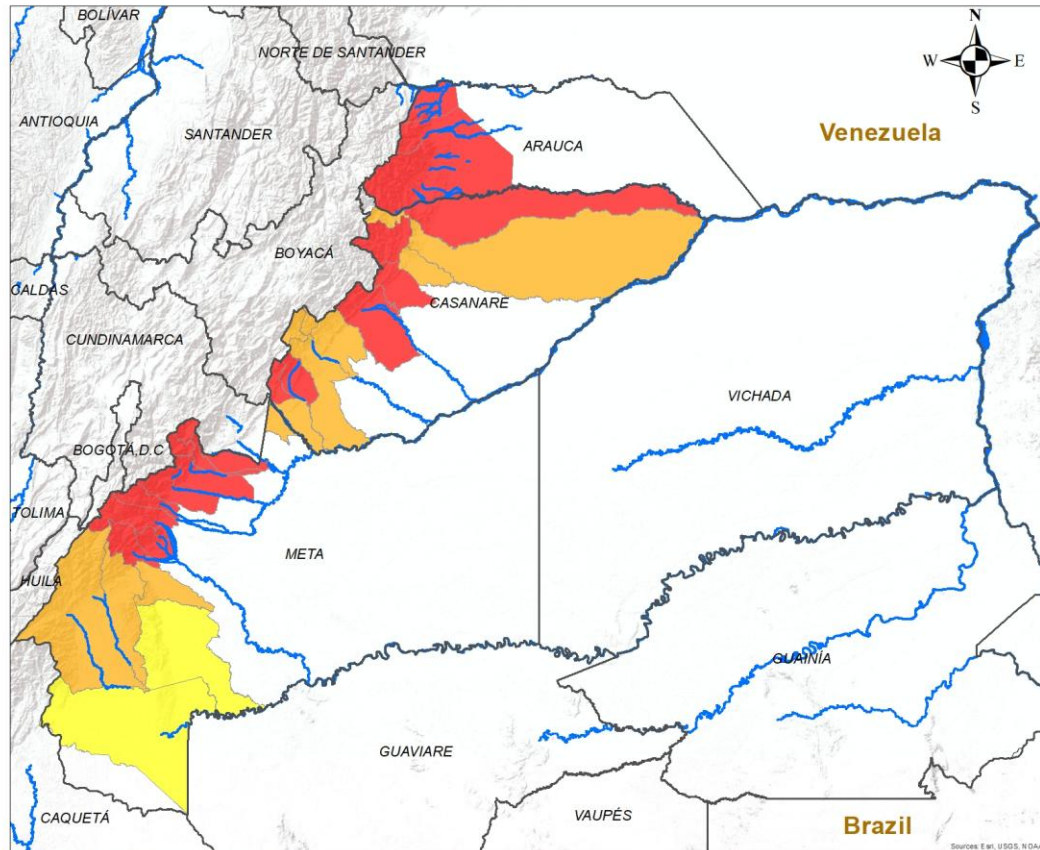 BOLÍVAR
NORTE DE SANTANDER
N
W E
S
ANTIOQUIA
SANTANDER
ARAUCA
Venezuela
BOYACÁ
CALDAS
CASANARE
CUNDINAMARCA
VICHADA
BOGOTÁ,D.C
TOLIMA
META
HUILA
GUAINÍA
GUAVIARE
CAQUETÁ
VAUPÉS
Brazil
Sources: Esri, USGS, NOAA